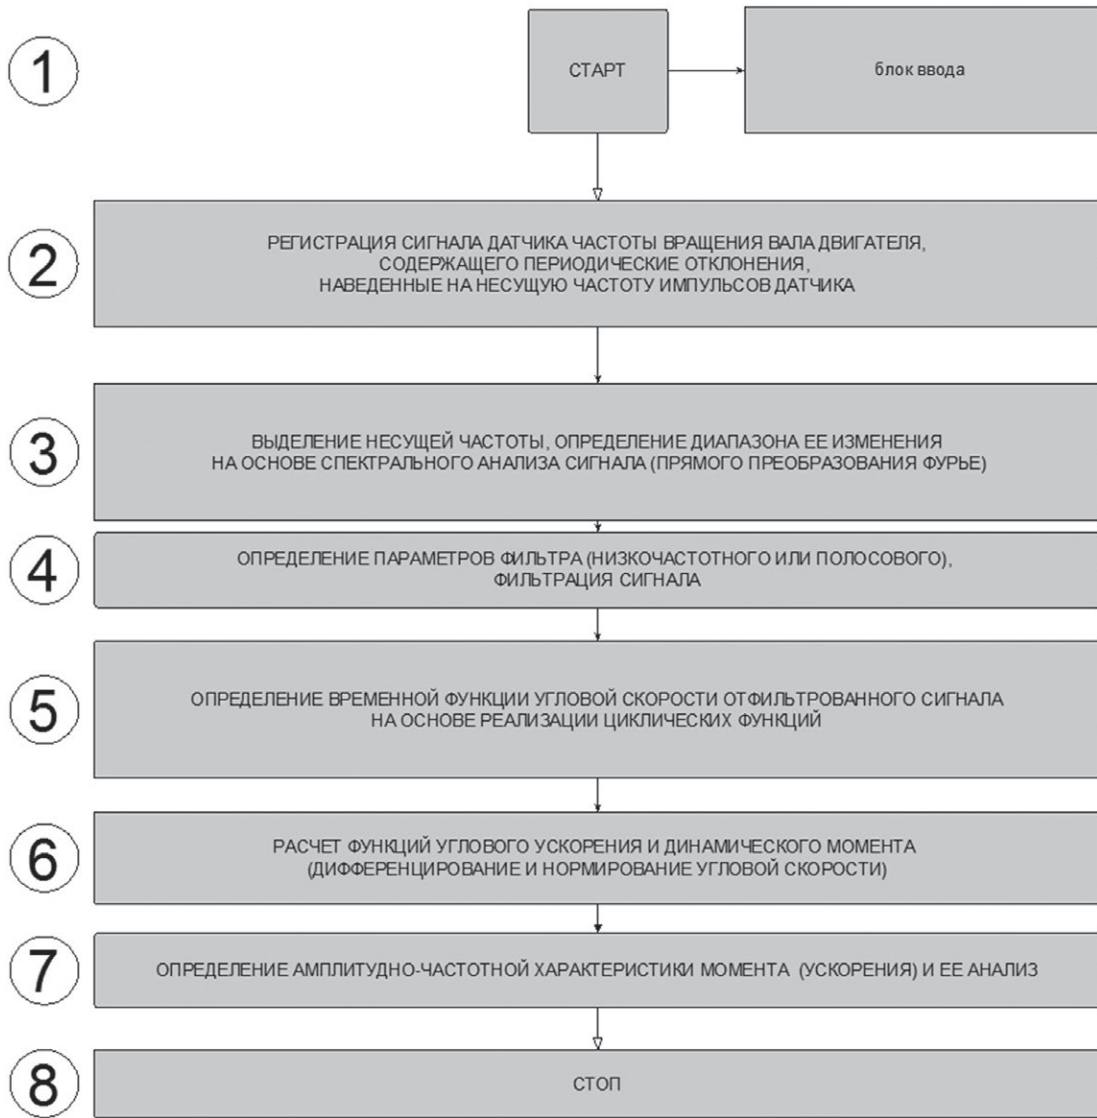 1
СТАРТ
блок ввода
2
РЕГИСТРАЦИЯ СИГНАЛА ДАТЧИКА ЧАСТОТЫ ВРАЩЕНИЯ ВАЛА ДВИГАТЕЛЯ,
СОДЕРЖАЩЕГО ПЕРИОДИЧЕСКИЕ ОТКЛОНЕНИЯ,
НАВЕДЕННЫЕ НА НЕСУЩУЮ ЧАСТОТУ ИМПУЛЬСОВ ДАТЧИКА
3
ВЫДЕЛЕНИЕ НЕСУЩЕЙ ЧАСТОТЫ, ОПРЕДЕЛЕНИЕ ДИАПАЗОНА ЕЕ ИЗМЕНЕНИЯ
НА ОСНОВЕ СПЕКТРАЛЬНОГО АНАЛИЗА СИГНАЛА (ПРЯМОГО ПРЕОБРАЗОВАНИЯ ФУРЬЕ)
4
ОПРЕДЕЛЕНИЕ ПАРАМЕТРОВ ФИЛЬТРА (НИЗКОЧАСТОТНОГО ИЛИ ПОЛОСОВОГО),
ФИЛЬТРАЦИЯ СИГНАЛА
5
ОПРЕДЕЛЕНИЕ ВРЕМЕННОЙ ФУНКЦИИ УГЛОВОЙ СКОРОСТИ ОТФИЛЬТРОВАННОГО СИГНАЛА
НА ОСНОВЕ РЕАЛИЗАЦИИ ЦИКЛИЧЕСКИХ ФУНКЦИЙ
6
РАСЧЕТ ФУНКЦИЙ УГЛОВОГО УСКОРЕНИЯ И ДИНАМИЧЕСКОГО МОМЕНТА
(ДИФФЕРЕНЦИРОВАНИЕ И НОРМИРОВАНИЕ УГЛОВОЙ СКОРОСТИ)
7
ОПРЕДЕЛЕНИЕ АМПЛИТУДНО-ЧАСТОТНОЙ ХАРАКТЕРИСТИКИ МОМЕНТА (УСКОРЕНИЯ) И ЕЕ АНАЛИЗ
8
СТОП